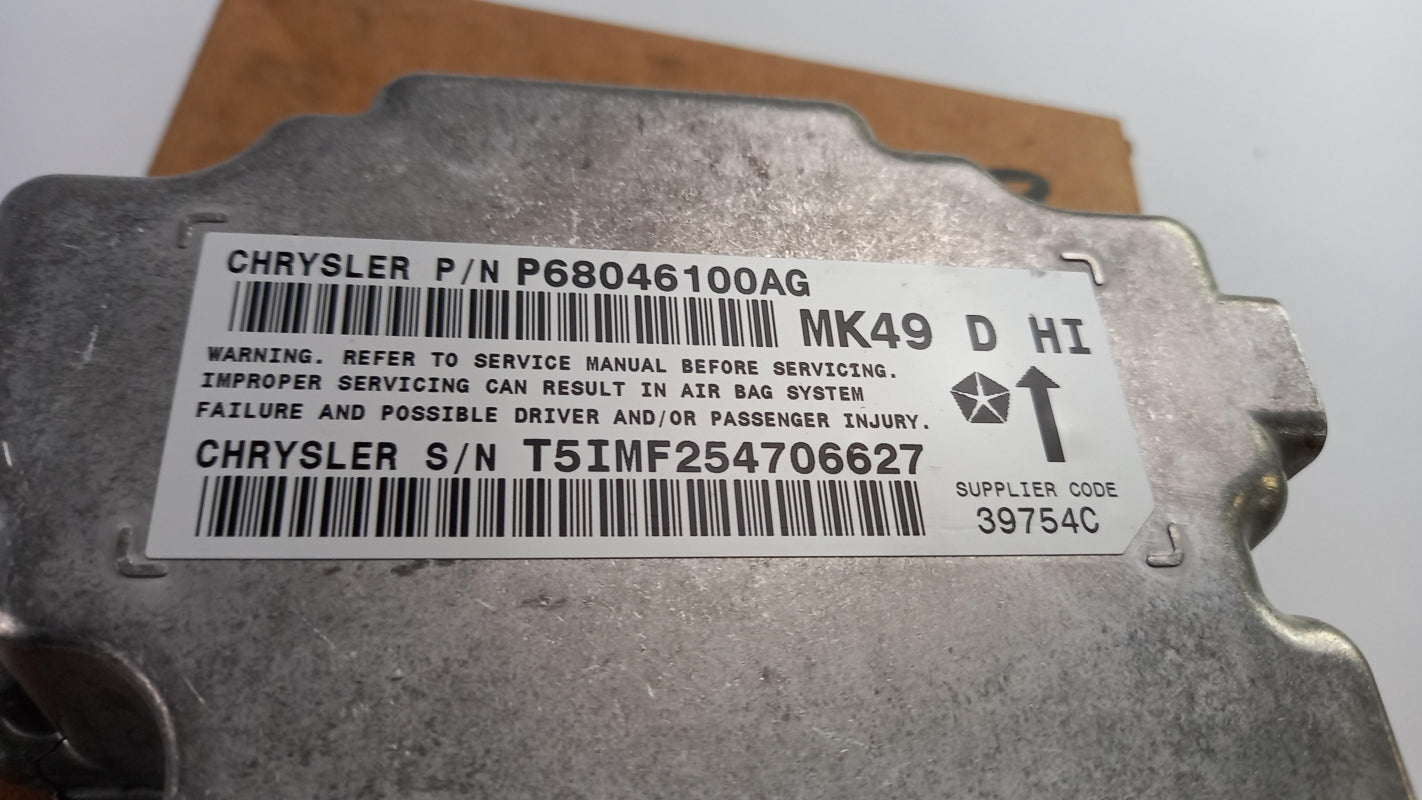 CHRYSLER P/N P68046100AG
MK49 D HI
WARNING. REFER TO SERVICE MANUAL BEFORE SERVICING.
IMPROPER SERVICING CAN RESULT IN AIR BAG SYSTEM
FAILURE AND POSSIBLE DRIVER AND/OR PASSENGER INJURY.
CHRYSLER S/N T5IMF254706627
SUPPLIER CODE
39754C